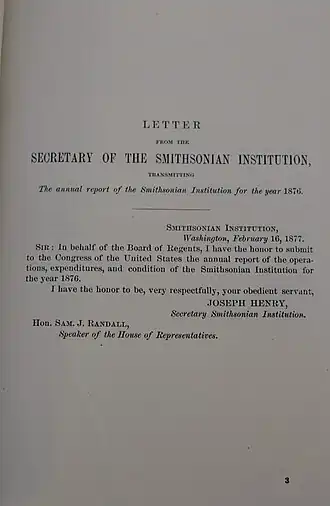 LETTER
FROM THE
SECRETARY OF THE SMITHSONIAN INSTITUTION,
TRANSMITTING
The annual report of the Smithsonian Institution for the year 1876.
SMITHSONIAN INSTITUTION,
Washington, February 16, 1877.
SIR: In behalf of the Board of Regents, I have the honor to submit
to the Congress of the United States the annual report of the opera-
tions, expenditures, and condition of the Smithsonian Institution for
the year 1876.
I have the honor to be, very respectfully, your obedient servant,
JOSEPH HENRY,
Secretary Smithsonian Institution.
Hon. SAM. J. RANDALL,
Speaker of the House of Representatives.
3